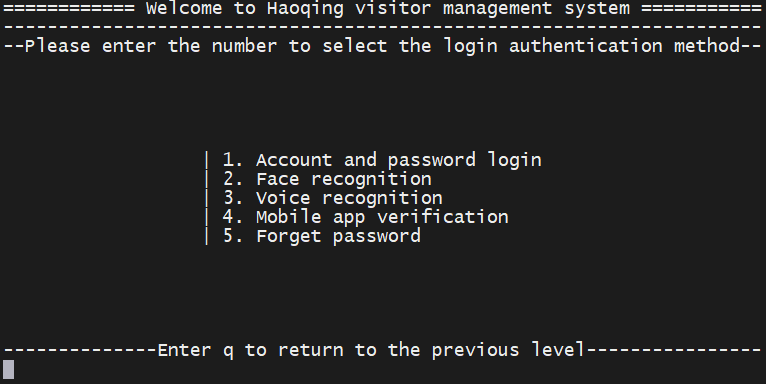 ============ Welcome to Haoqing visitor management system ===========
---------------------------------------------------------------------
--Please enter the number to select the login authentication method--
| 1. Account and password login
| 2. Face recognition
| 3. Voice recognition
| 4. Mobile app verification
| 5. Forget password
--------------Enter q to return to the previous level----------------